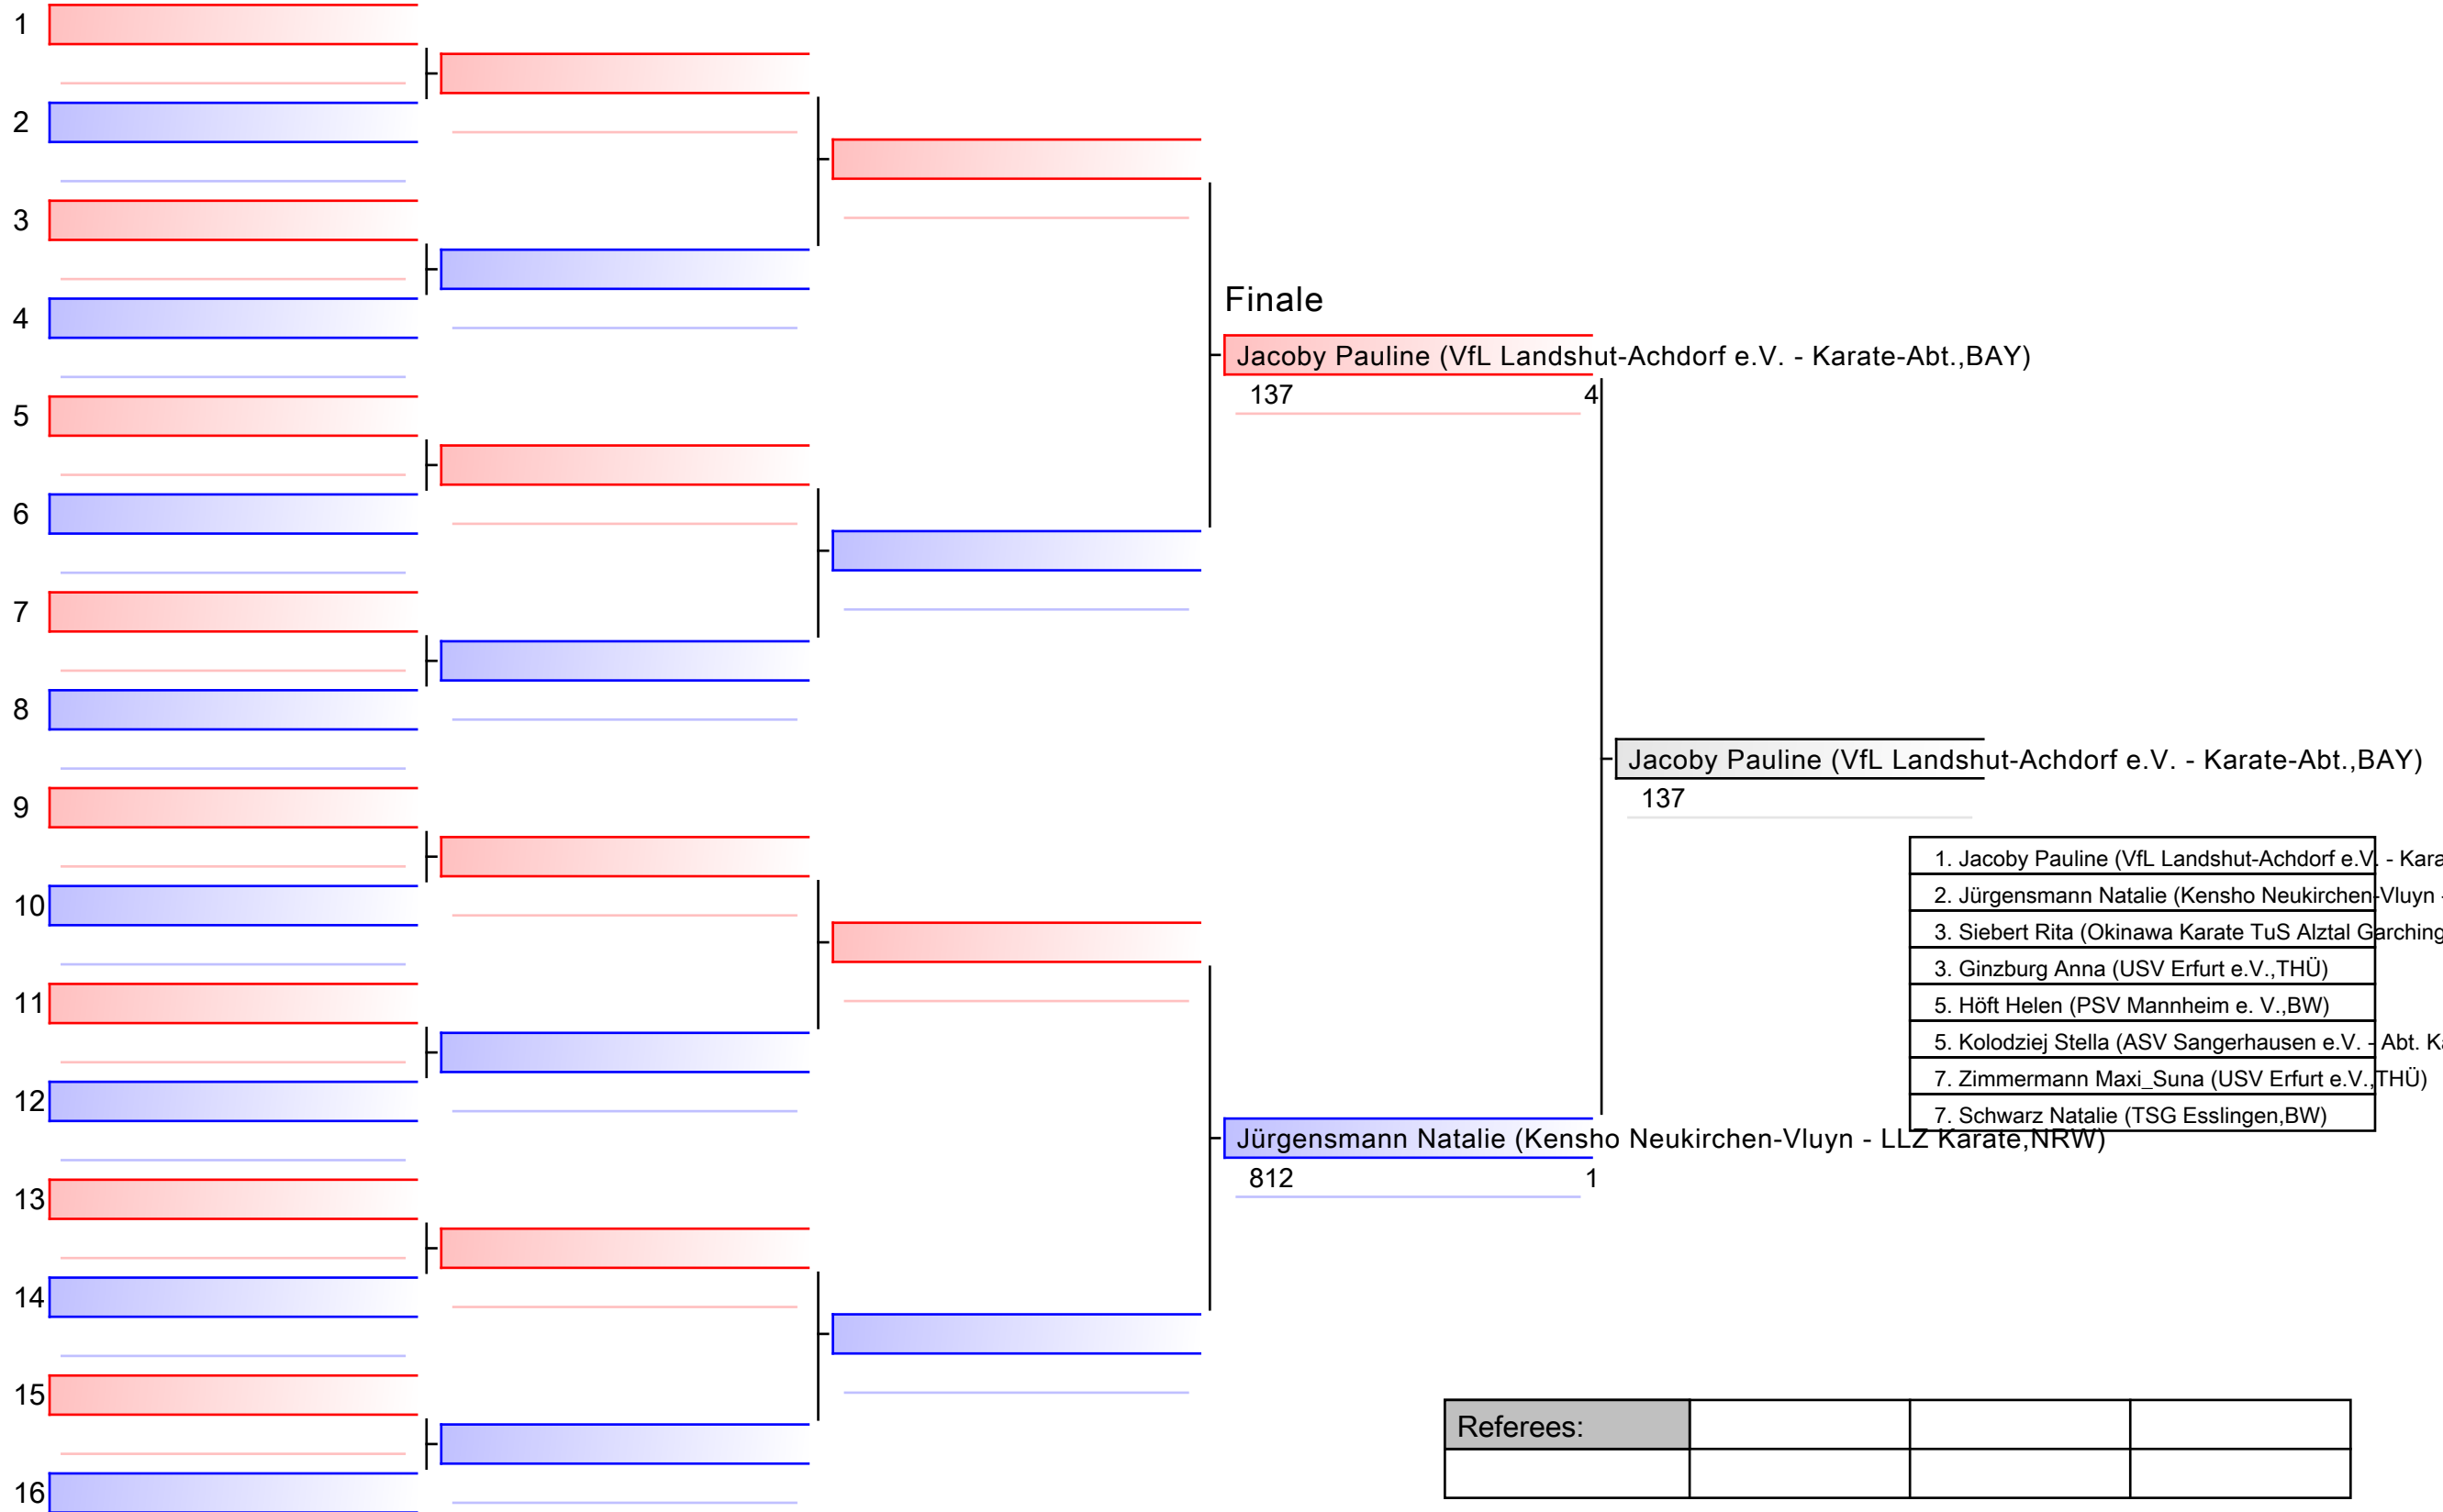 1
2
3
4
5
6
7
8
9
10
11
12
13
14
15
16
Finale
Jacoby Pauline (VfL Landshut-Achdorf e.V. - Karate-Abt.,BAY)
137 4
Jürgensmann Natalie (Kensho Neukirchen-Vluyn - LLZ Karate,NRW)
812 1
Jacoby Pauline (VfL Landshut-Achdorf e.V. - Karate-Abt.,BAY)
137
1. Jacoby Pauline (VfL Landshut-Achdorf e.V. - Kara
2. Jürgensmann Natalie (Kensho Neukirchen-Vluyn -
3. Siebert Rita (Okinawa Karate TuS Alztal Garching
3. Ginzburg Anna (USV Erfurt e.V.,THÜ)
5. Höft Helen (PSV Mannheim e. V.,BW)
5. Kolodziej Stella (ASV Sangerhausen e.V. - Abt. Ka
7. Zimmermann Maxi_Suna (USV Erfurt e.V.,THÜ)
7. Schwarz Natalie (TSG Esslingen,BW)
Referees: